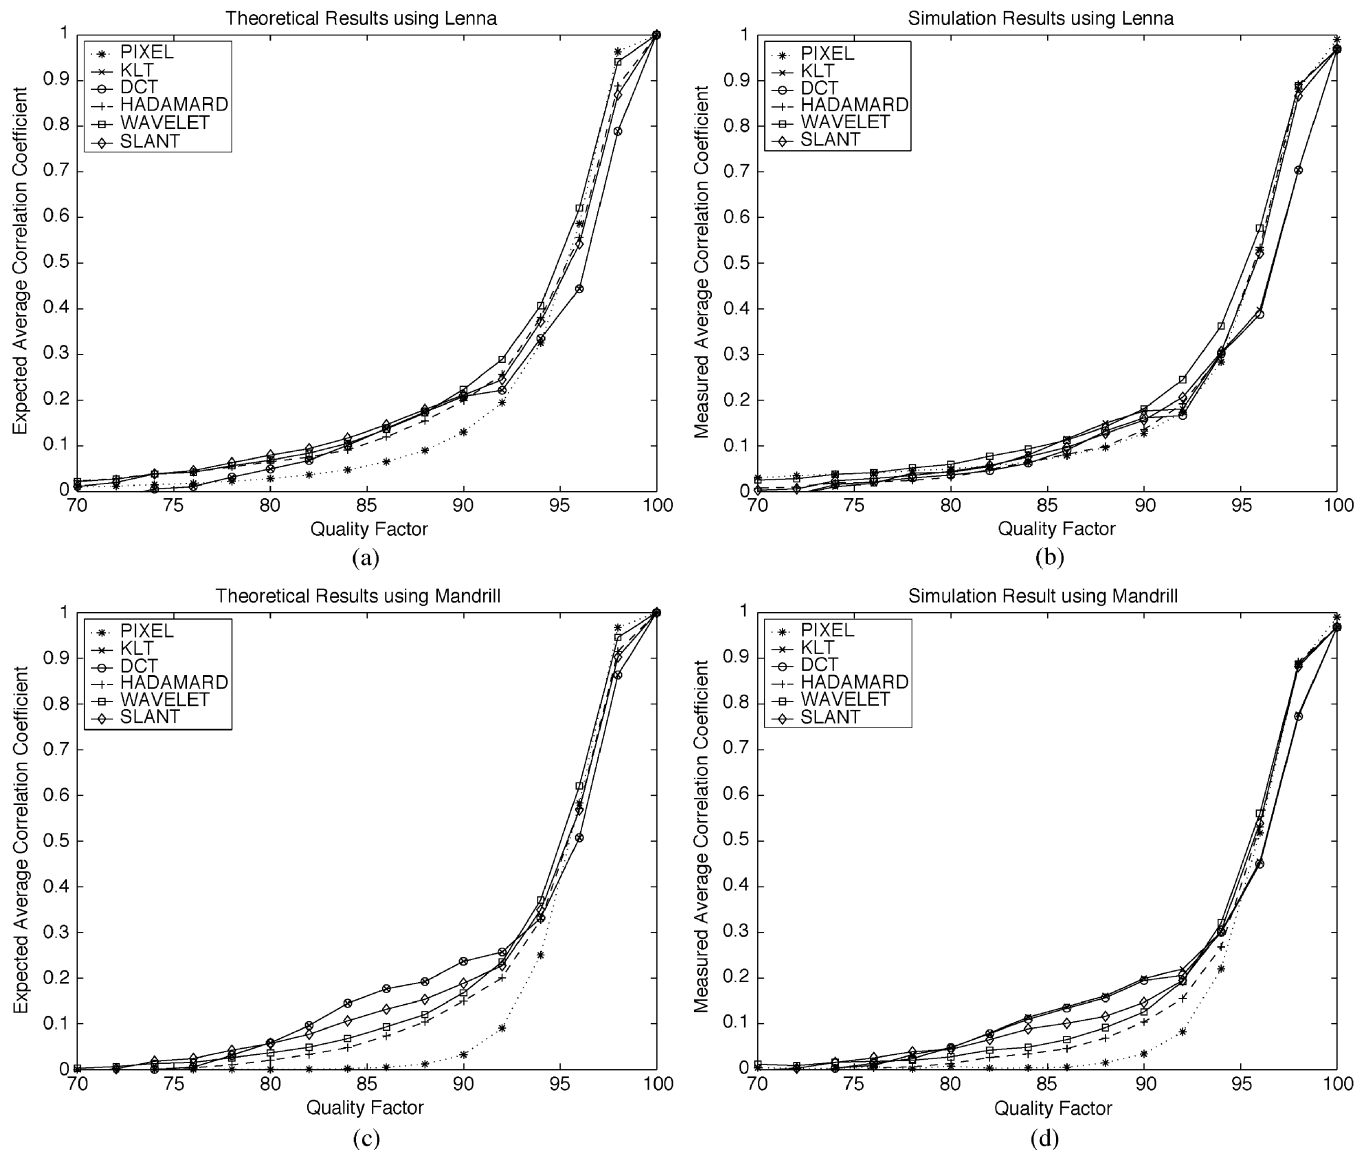 Theoretical Results using Lenna
Expected Average Correlation Coefficient
1
0.9
0.8
0.7
0.6
0.5
0.4
0.3
0.2
0.1
0
PIXEL
KLT
DCT
HADAMARD
WAVELET
SLANT
70 75 80 85 90 95 100
Quality Factor
(a)
Simulation Results using Lenna
Measured Average Correlation Coefficient
1
0.9
0.8
0.7
0.6
0.5
0.4
0.3
0.2
0.1
0
PIXEL
KLT
DCT
HADAMARD
WAVELET
SLANT
70 75 80 85 90 95 100
Quality Factor
(b)
Theoretical Results using Mandrill
Expected Average Correlation Coefficient
1
0.9
0.8
0.7
0.6
0.5
0.4
0.3
0.2
0.1
0
PIXEL
KLT
DCT
HADAMARD
WAVELET
SLANT
70 75 80 85 90 95 100
Quality Factor
(c)
Simulation Result using Mandrill
Measured Average Correlation Coefficient
1
0.9
0.8
0.7
0.6
0.5
0.4
0.3
0.2
0.1
0
PIXEL
KLT
DCT
HADAMARD
WAVELET
SLANT
70 75 80 85 90 95 100
Quality Factor
(d)